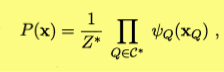 P(x) = 1/Z* ∏_{Q∈C*} ψ_Q(x_Q) ,